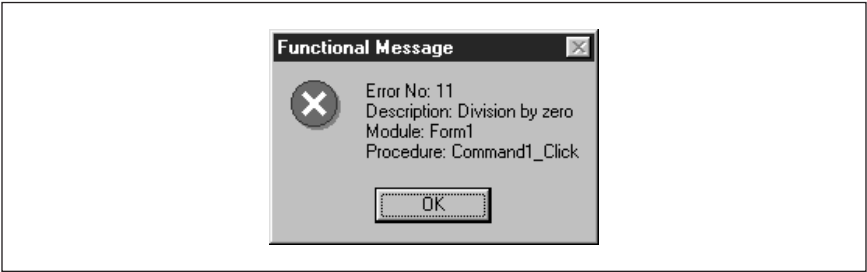 Functional Message
Error No: 11
Description: Division by zero
Module: Form1
Procedure: Command1_Click
OK